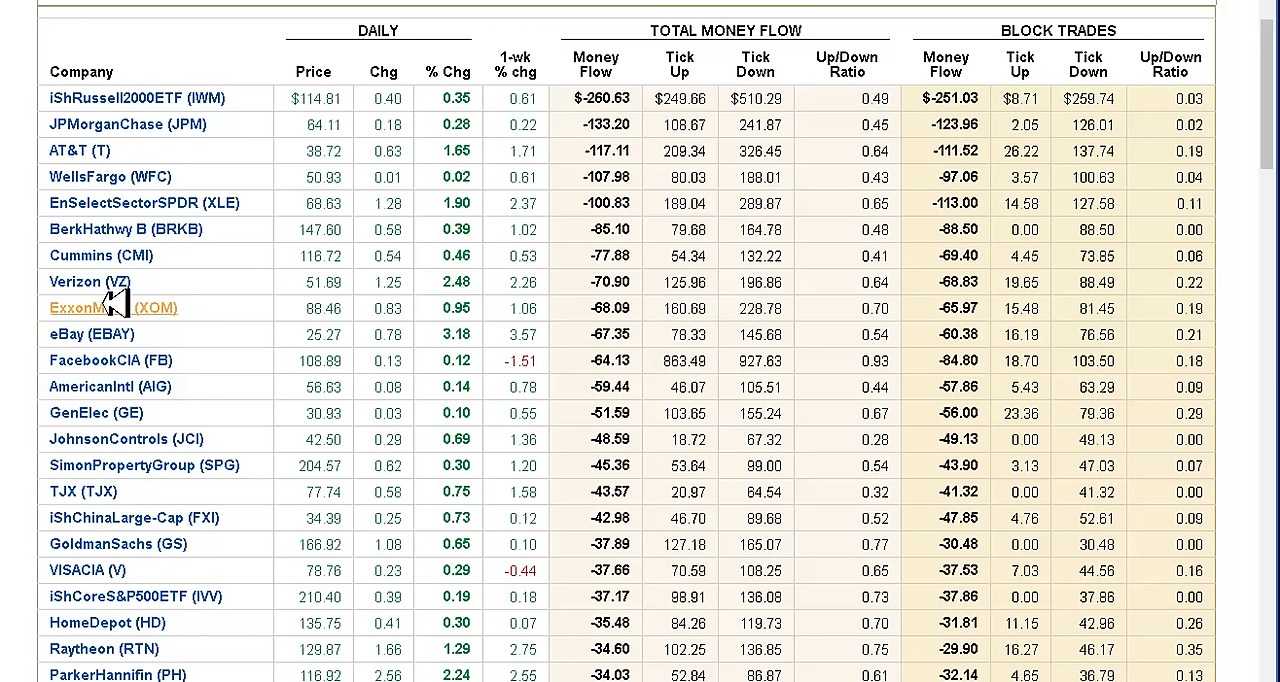 DAILY TOTAL MONEY FLOW BLOCK TRADES
Company Price Chg % Chg 1-wk % chg Money Flow Tick Up Tick Down Up/Down Ratio Money Flow Tick Up Tick Down Up/Down Ratio
iShRussell2000ETF (IWM) $114.81 0.40 0.35 0.61 $-260.63 $249.66 $510.29 0.49 $-251.03 $8.71 $259.74 0.03
JPMorganChase (JPM) 64.11 0.18 0.28 0.22 -133.20 108.67 241.87 0.45 -123.96 2.05 126.01 0.02
AT&T (T) 38.72 0.63 1.65 1.71 -117.11 209.34 326.45 0.64 -111.52 26.22 137.74 0.19
WellsFargo (WFC) 50.93 0.01 0.02 0.61 -107.98 80.03 188.01 0.43 -97.06 3.57 100.63 0.04
EnSelectSectorSPDR (XLE) 68.63 1.28 1.90 2.37 -100.83 189.04 289.87 0.65 -113.00 14.58 127.58 0.11
BerkHathwy B (BRKB) 147.60 0.58 0.39 1.02 -85.10 79.68 164.78 0.48 -88.50 0.00 88.50 0.00
Cummins (CMI) 116.72 0.54 0.46 0.53 -77.88 54.34 132.22 0.41 -69.40 4.45 73.85 0.06
Verizon (VZ) 51.69 1.25 2.48 2.26 -70.90 125.96 196.86 0.64 -68.83 19.65 88.49 0.22
ExxonM (XOM) 88.46 0.83 0.95 1.06 -68.09 160.69 228.78 0.70 -65.97 15.48 81.45 0.19
eBay (EBAY) 25.27 0.78 3.18 3.57 -67.35 78.33 145.68 0.54 -60.38 16.19 76.56 0.21
FacebookClA (FB) 108.89 0.13 0.12 -1.51 -64.13 863.49 927.63 0.93 -84.80 18.70 103.50 0.18
AmericanIntl (AIG) 56.63 0.08 0.14 0.78 -59.44 46.07 105.51 0.44 -57.86 5.43 63.29 0.09
GenElec (GE) 30.93 0.03 0.10 0.55 -51.59 103.65 155.24 0.67 -56.00 23.36 79.36 0.29
JohnsonControls (JCI) 42.50 0.29 0.69 1.36 -48.59 18.72 67.32 0.28 -49.13 0.00 49.13 0.00
SimonPropertyGroup (SPG) 204.57 0.62 0.30 1.20 -45.36 53.64 99.00 0.54 -43.90 3.13 47.03 0.07
TJX (TJX) 77.74 0.58 0.75 1.58 -43.57 20.97 64.54 0.32 -41.32 0.00 41.32 0.00
iShChinaLarge-Cap (FXI) 34.39 0.25 0.73 0.12 -42.98 46.70 89.68 0.52 -47.85 4.76 52.61 0.09
GoldmanSachs (GS) 166.92 1.08 0.65 0.10 -37.89 127.18 165.07 0.77 -30.48 0.00 30.48 0.00
VISAClA (V) 78.76 0.23 0.29 -0.44 -37.66 70.59 108.25 0.65 -37.53 7.03 44.56 0.16
iShCoreS&P500ETF (IVV) 210.40 0.39 0.19 0.18 -37.17 98.91 136.08 0.73 -37.86 0.00 37.86 0.00
HomeDepot (HD) 135.75 0.41 0.30 0.07 -35.48 84.26 119.73 0.70 -31.81 11.15 42.96 0.26
Raytheon (RTN) 129.87 1.66 1.29 2.75 -34.60 102.25 136.85 0.75 -29.90 16.27 46.17 0.35
ParkerHannifin (PH) 116.92 2.56 2.24 2.55 -34.03 52.84 86.87 0.61 -32.14 4.65 36.79 0.13